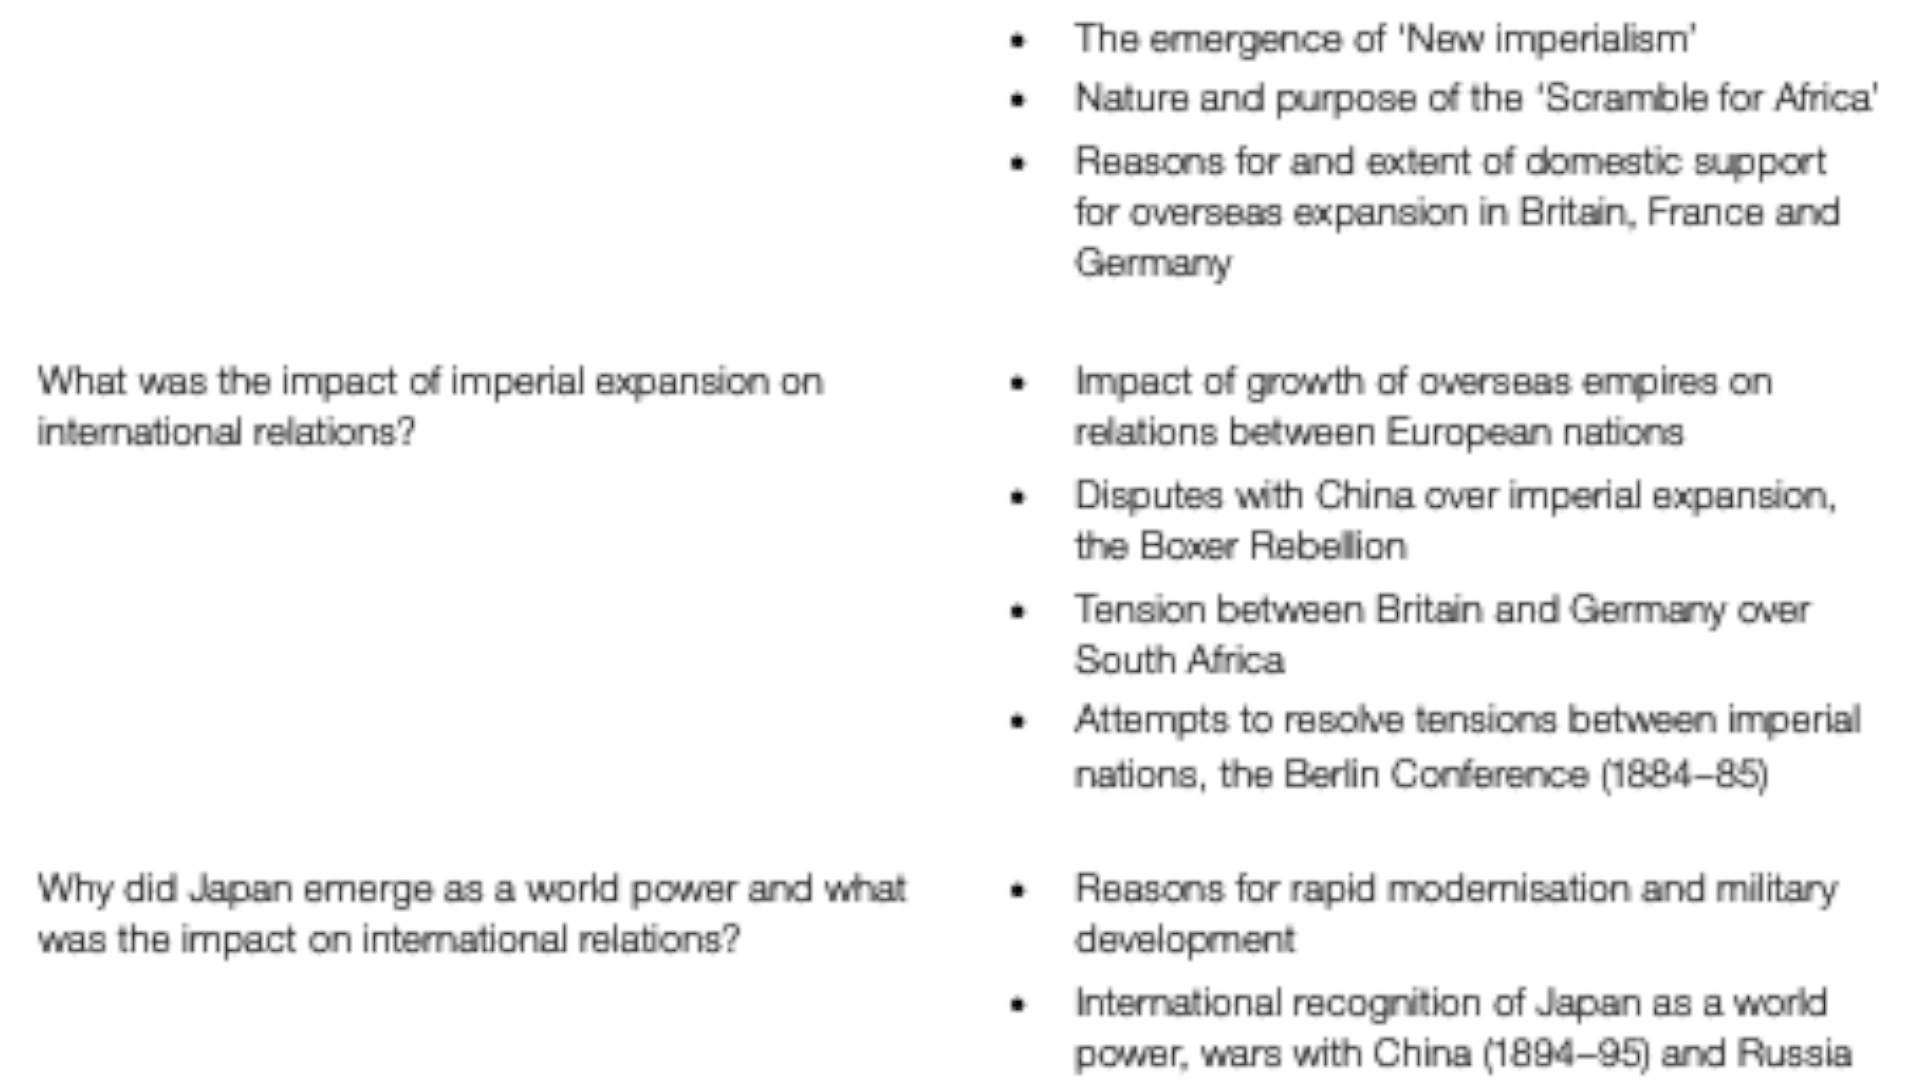 • The emergence of 'New imperialism'
• Nature and purpose of the 'Scramble for Africa'
• Reasons for and extent of domestic support
for overseas expansion in Britain, France and
Germany
What was the impact of imperial expansion on
international relations?
• Impact of growth of overseas empires on
relations between European nations
• Disputes with China over imperial expansion,
the Boxer Rebellion
• Tension between Britain and Germany over
South Africa
• Attempts to resolve tensions between imperial
nations, the Berlin Conference (1884–85)
Why did Japan emerge as a world power and what
was the impact on international relations?
• Reasons for rapid modernisation and military
development
• International recognition of Japan as a world
power, wars with China (1894–95) and Russia